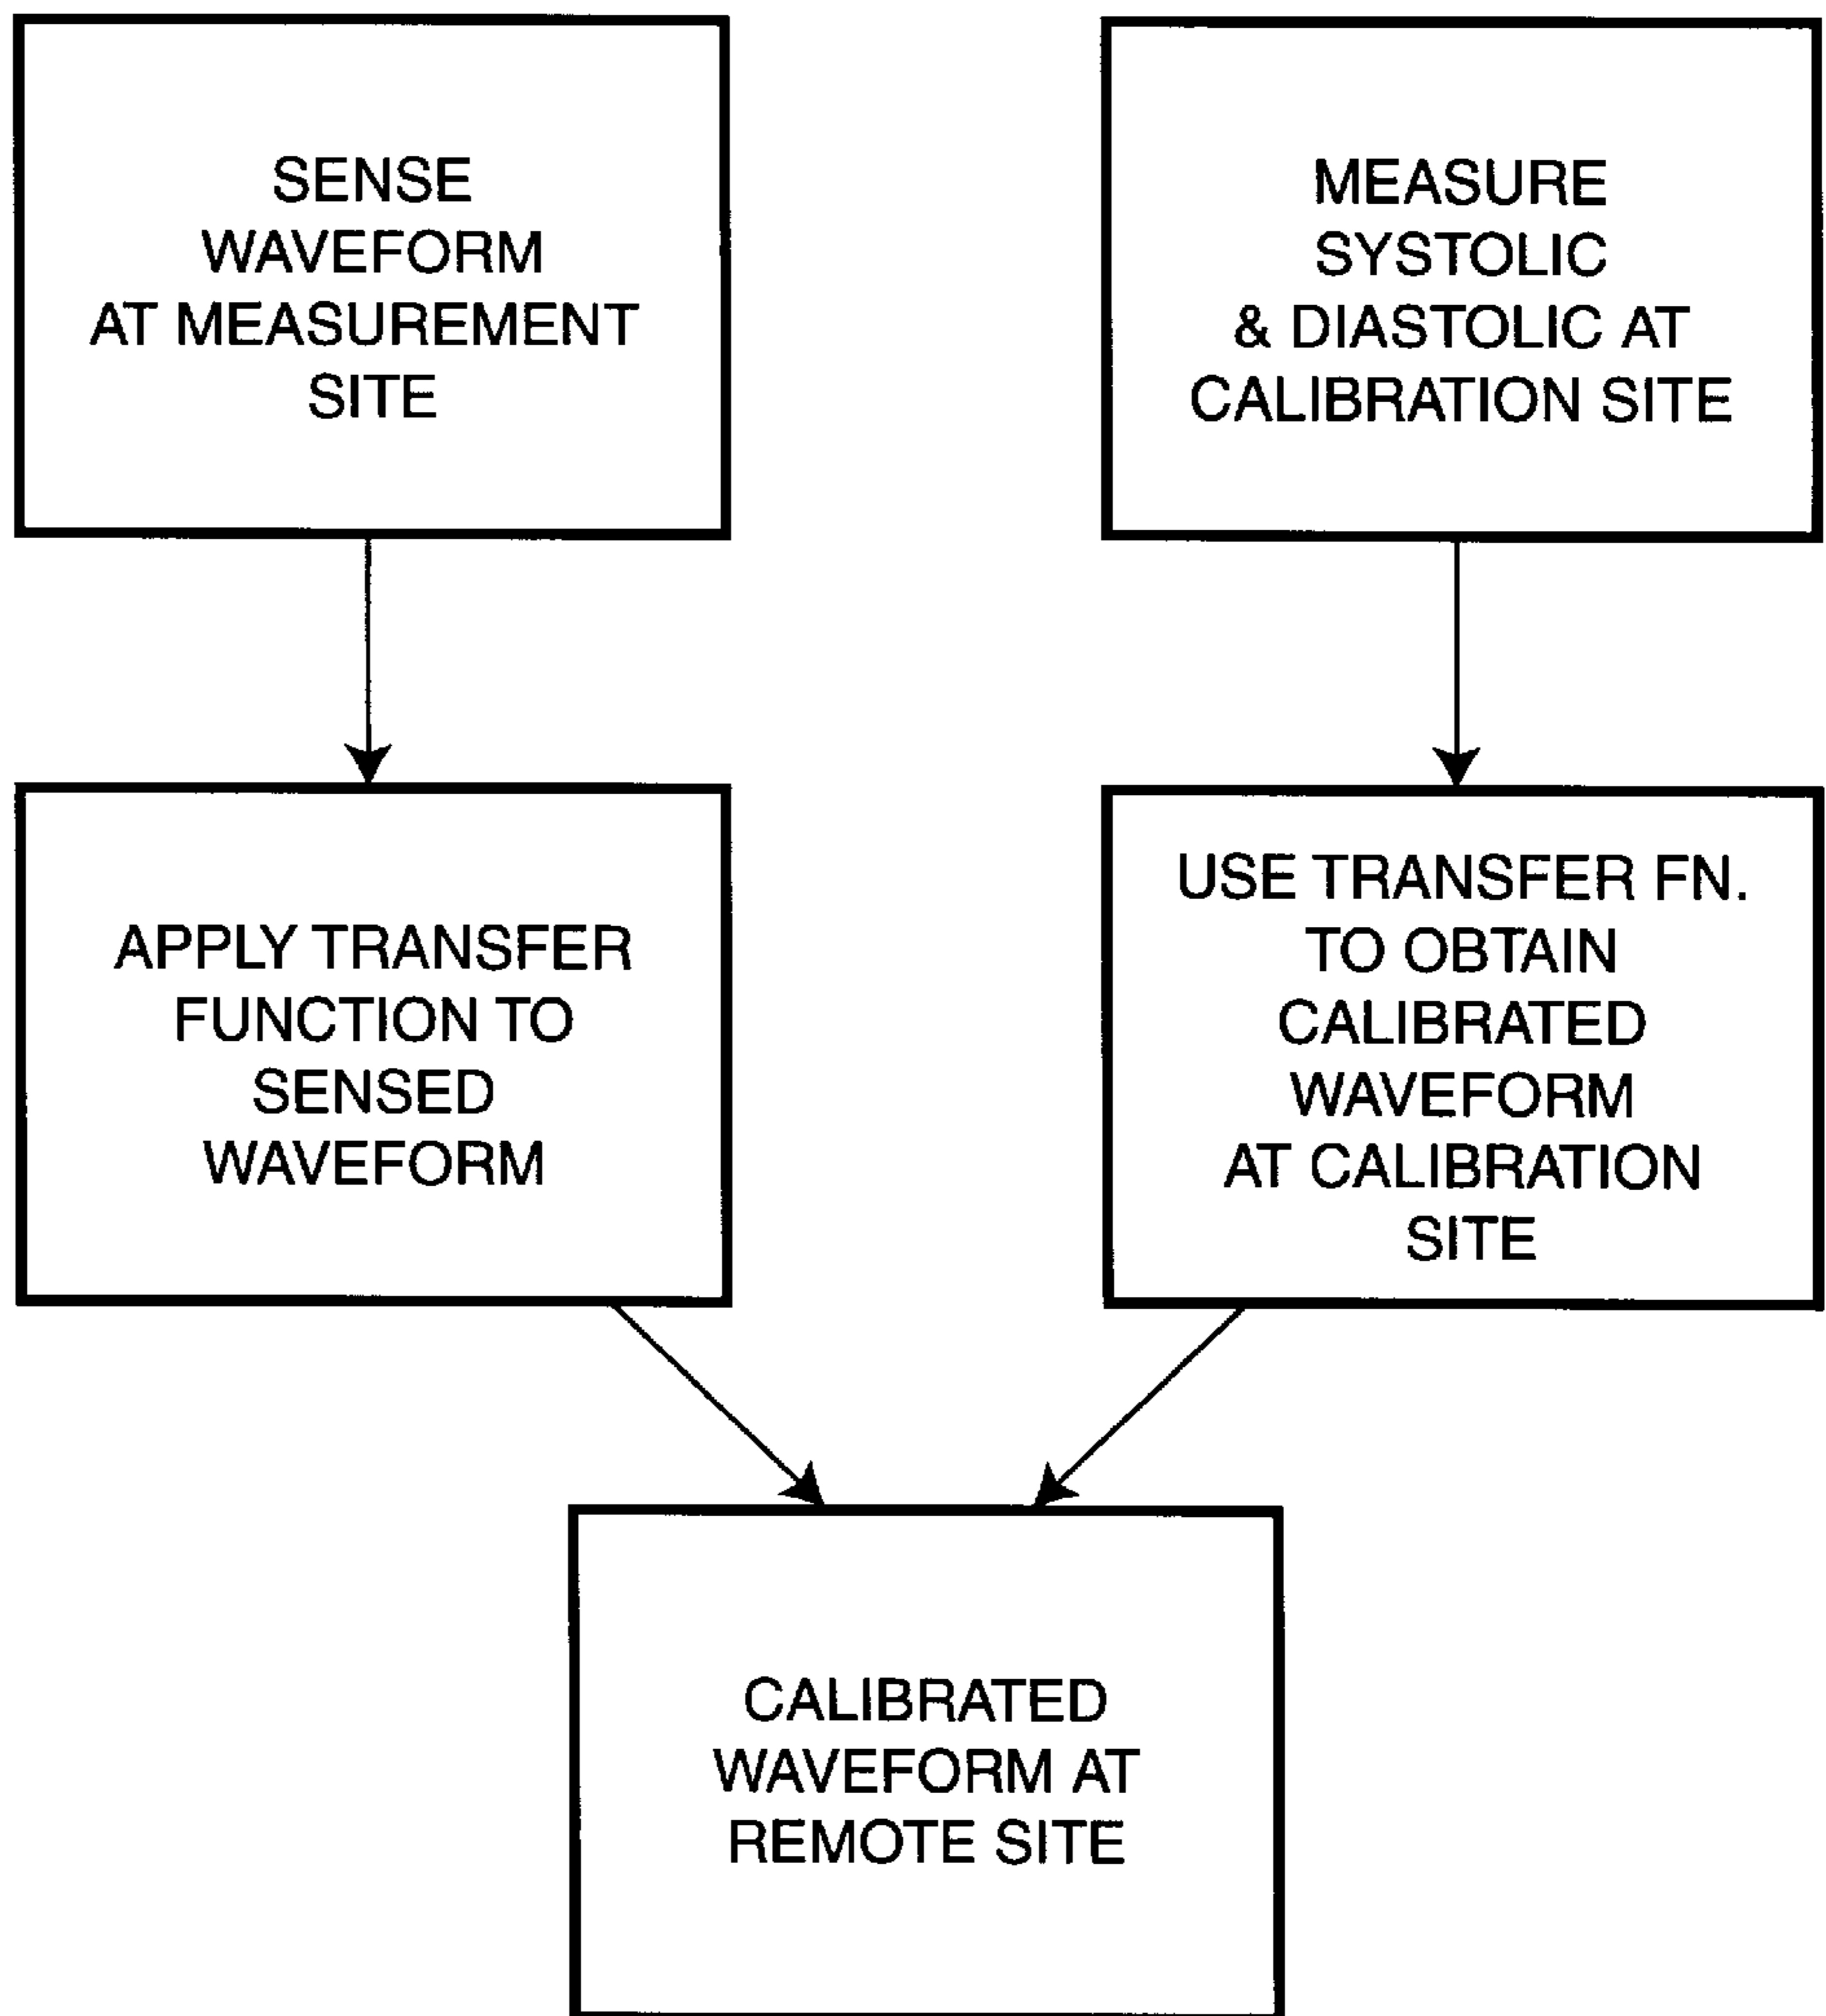 SENSE
WAVEFORM
AT MEASUREMENT
SITE
MEASURE
SYSTOLIC
& DIASTOLIC AT
CALIBRATION SITE
APPLY TRANSFER
FUNCTION TO
SENSED
WAVEFORM
USE TRANSFER FN.
TO OBTAIN
CALIBRATED
WAVEFORM
AT CALIBRATION
SITE
CALIBRATED
WAVEFORM AT
REMOTE SITE